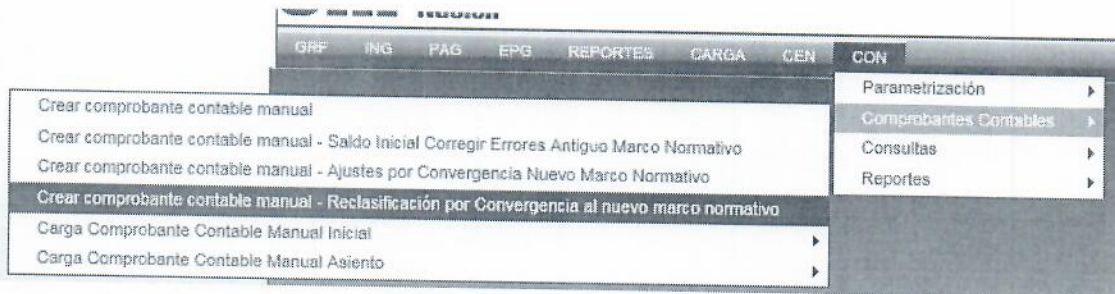 Nación
GRF ING PAG EPG REPORTES CARGA CEN CON
Parametrización
Comprobantes Contables
Consultas
Reportes
Crear comprobante contable manual
Crear comprobante contable manual - Saldo Inicial Corregir Errores Antiguo Marco Normativo
Crear comprobante contable manual - Ajustes por Convergencia Nuevo Marco Normativo
Crear comprobante contable manual - Reclasificación por Convergencia al nuevo marco normativo
Carga Comprobante Contable Manual Inicial
Carga Comprobante Contable Manual Asiento